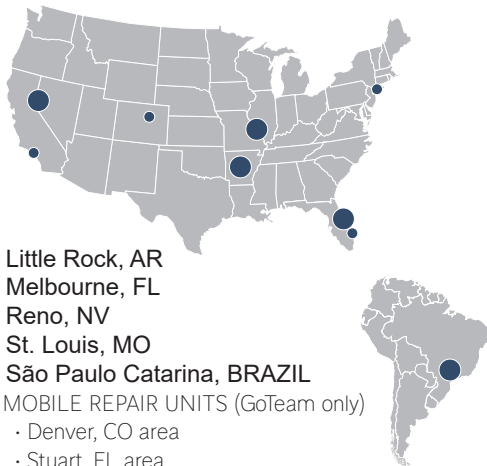 Little Rock, AR
Melbourne, FL
Reno, NV
St. Louis, MO
São Paulo Catarina, BRAZIL
MOBILE REPAIR UNITS (GoTeam only)
· Denver, CO area
· Stuart, FL area